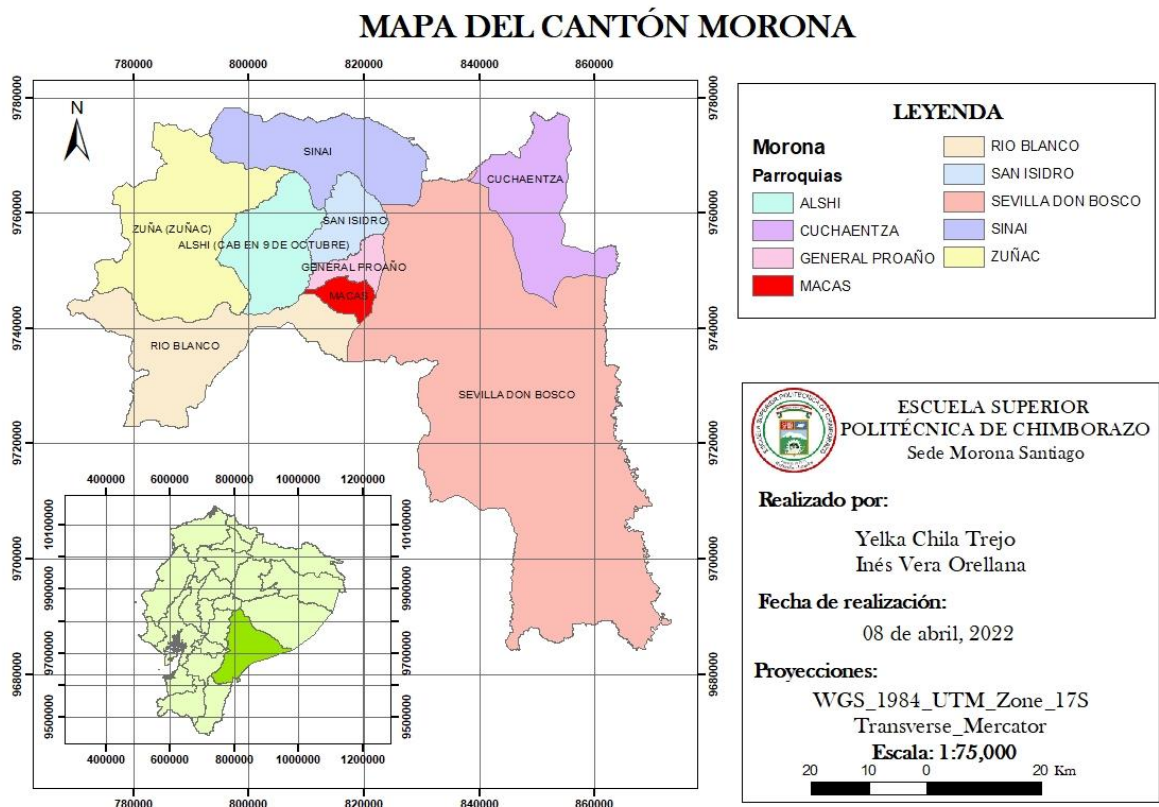 MAPA DEL CANTÓN MORONA
780000 800000 820000 840000 860000
9780000 9760000 9740000 9720000 9700000 9680000
N
SINAI
CUCHAENTZA
SAN ISIDRO
ZUÑA (ZUÑAC)
ALSHI (CAB EN 9 DE OCTUBRE)
GENERAL PROAÑO
MACAS
RIO BLANCO
SEVILLA DON BOSCO
9780000 9760000 9740000 9720000 9700000 9680000
780000 800000 820000 840000 860000
400000 600000 800000 1000000 1200000
10100000 9900000 9700000 9500000
10100000 9900000 9700000 9500000
400000 600000 800000 1000000 1200000
LEYENDA
Morona
Parroquias
ALSHI
CUCHAENTZA
GENERAL PROAÑO
MACAS
RIO BLANCO
SAN ISIDRO
SEVILLA DON BOSCO
SINAI
ZUÑAC
ESCUELA SUPERIOR
POLITÉCNICA DE CHIMBORAZO
Sede Morona Santiago
Realizado por:
Yelka Chila Trejo
Inés Vera Orellana
Fecha de realización:
08 de abril, 2022
Proyecciones:
WGS_1984_UTM_Zone_17S
Transverse_Mercator
Escala: 1:75,000
20 10 0 20 Km